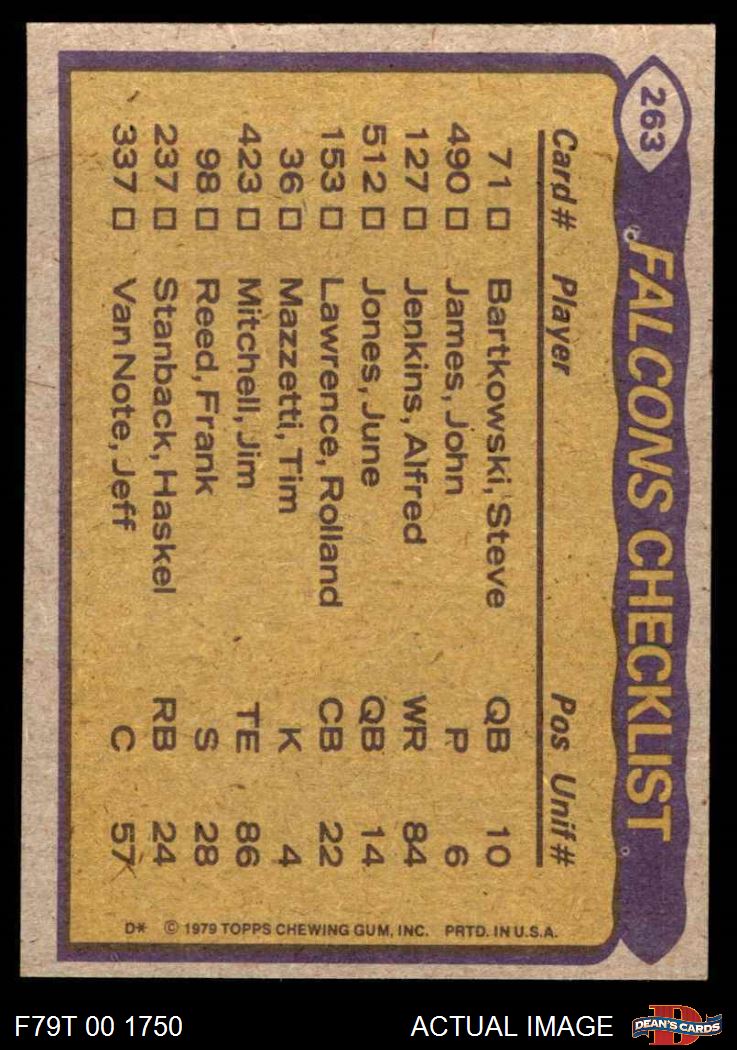 263
FALCONS CHECKLIST
Card# Player Pos Unif#
71 □ Bartkowski, Steve QB 10
490 □ James, John P 6
127 □ Jenkins, Alfred WR 84
512 □ Jones, June QB 14
153 □ Lawrence, Rolland CB 22
36 □ Mazzetti, Tim K 4
423 □ Mitchell, Jim TE 86
98 □ Reed, Frank S 28
237 □ Stanback, Haskel RB 24
337 □ Van Note, Jeff C 57
D* © 1979 TOPPS CHEWING GUM, INC. PRTD. IN U.S.A.
F79T 00 1750 ACTUAL IMAGE
D
DEAN'S CARDS